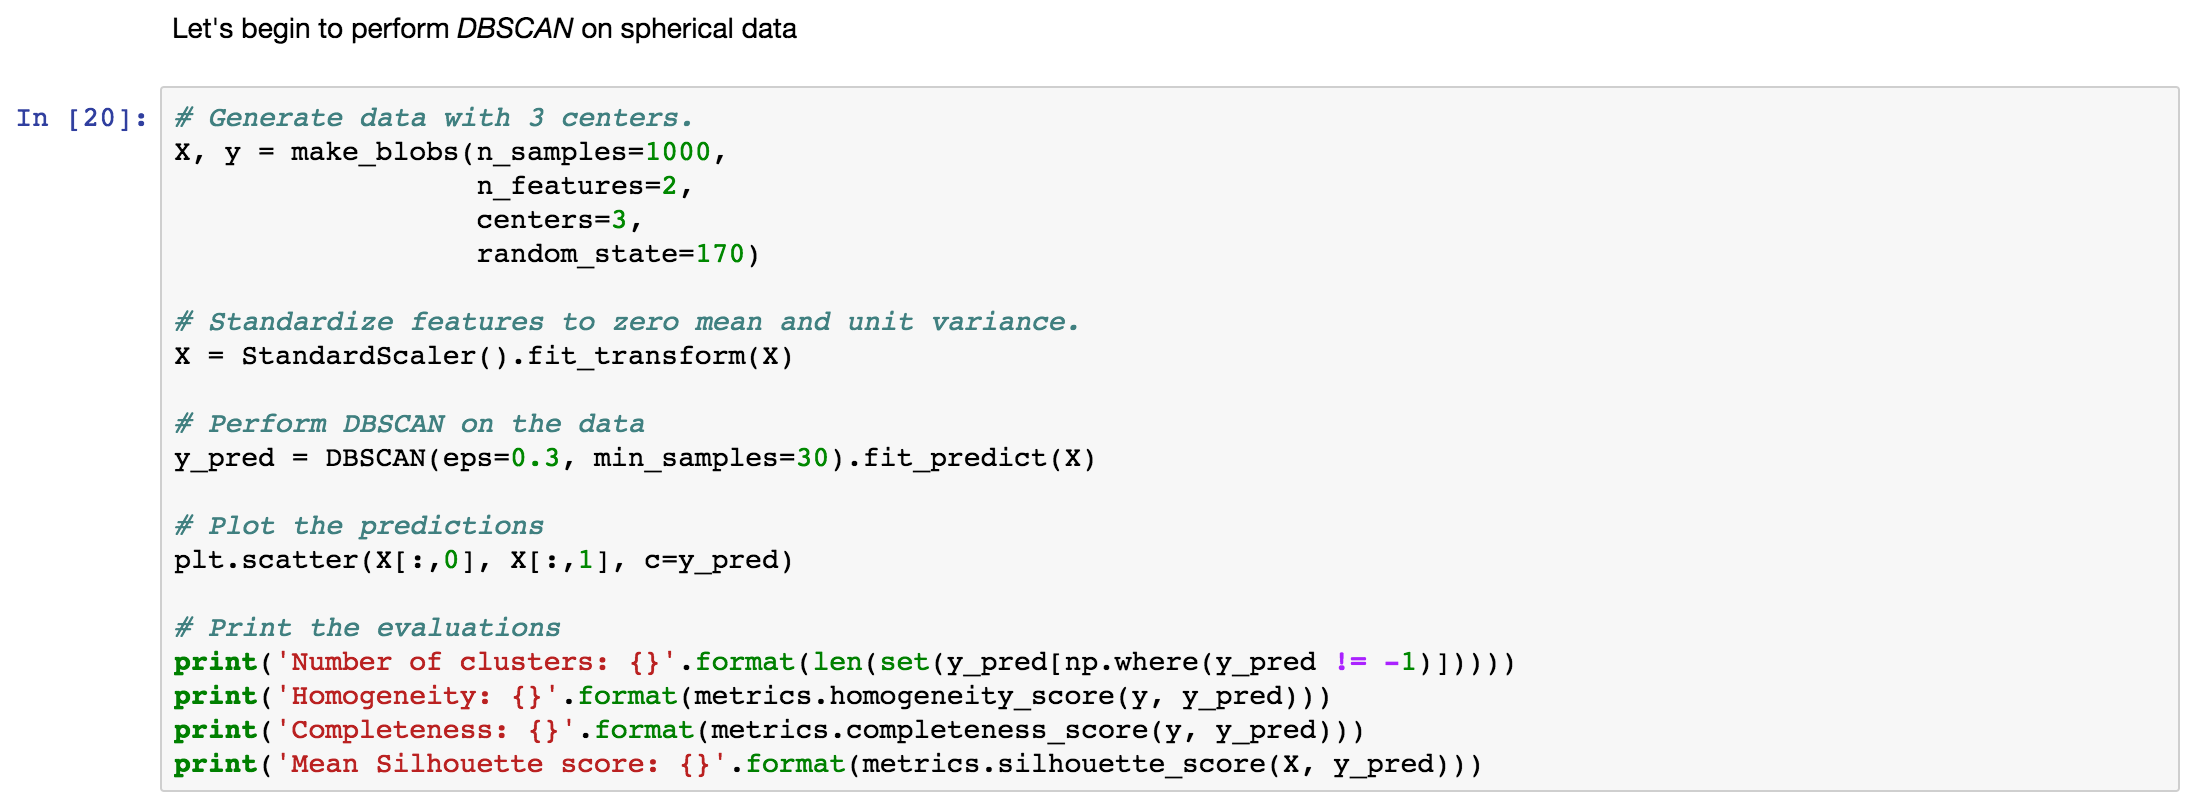 Let's begin to perform DBSCAN on spherical data
In [20]:
# Generate data with 3 centers.
X, y = make_blobs(n_samples=1000,
                  n_features=2,
                  centers=3,
                  random_state=170)
# Standardize features to zero mean and unit variance.
X = StandardScaler().fit_transform(X)
# Perform DBSCAN on the data
y_pred = DBSCAN(eps=0.3, min_samples=30).fit_predict(X)
# Plot the predictions
plt.scatter(X[:,0], X[:,1], c=y_pred)
# Print the evaluations
print('Number of clusters: {}'.format(len(set(y_pred[np.where(y_pred != -1)]))))
print('Homogeneity: {}'.format(metrics.homogeneity_score(y, y_pred)))
print('Completeness: {}'.format(metrics.completeness_score(y, y_pred)))
print('Mean Silhouette score: {}'.format(metrics.silhouette_score(X, y_pred)))